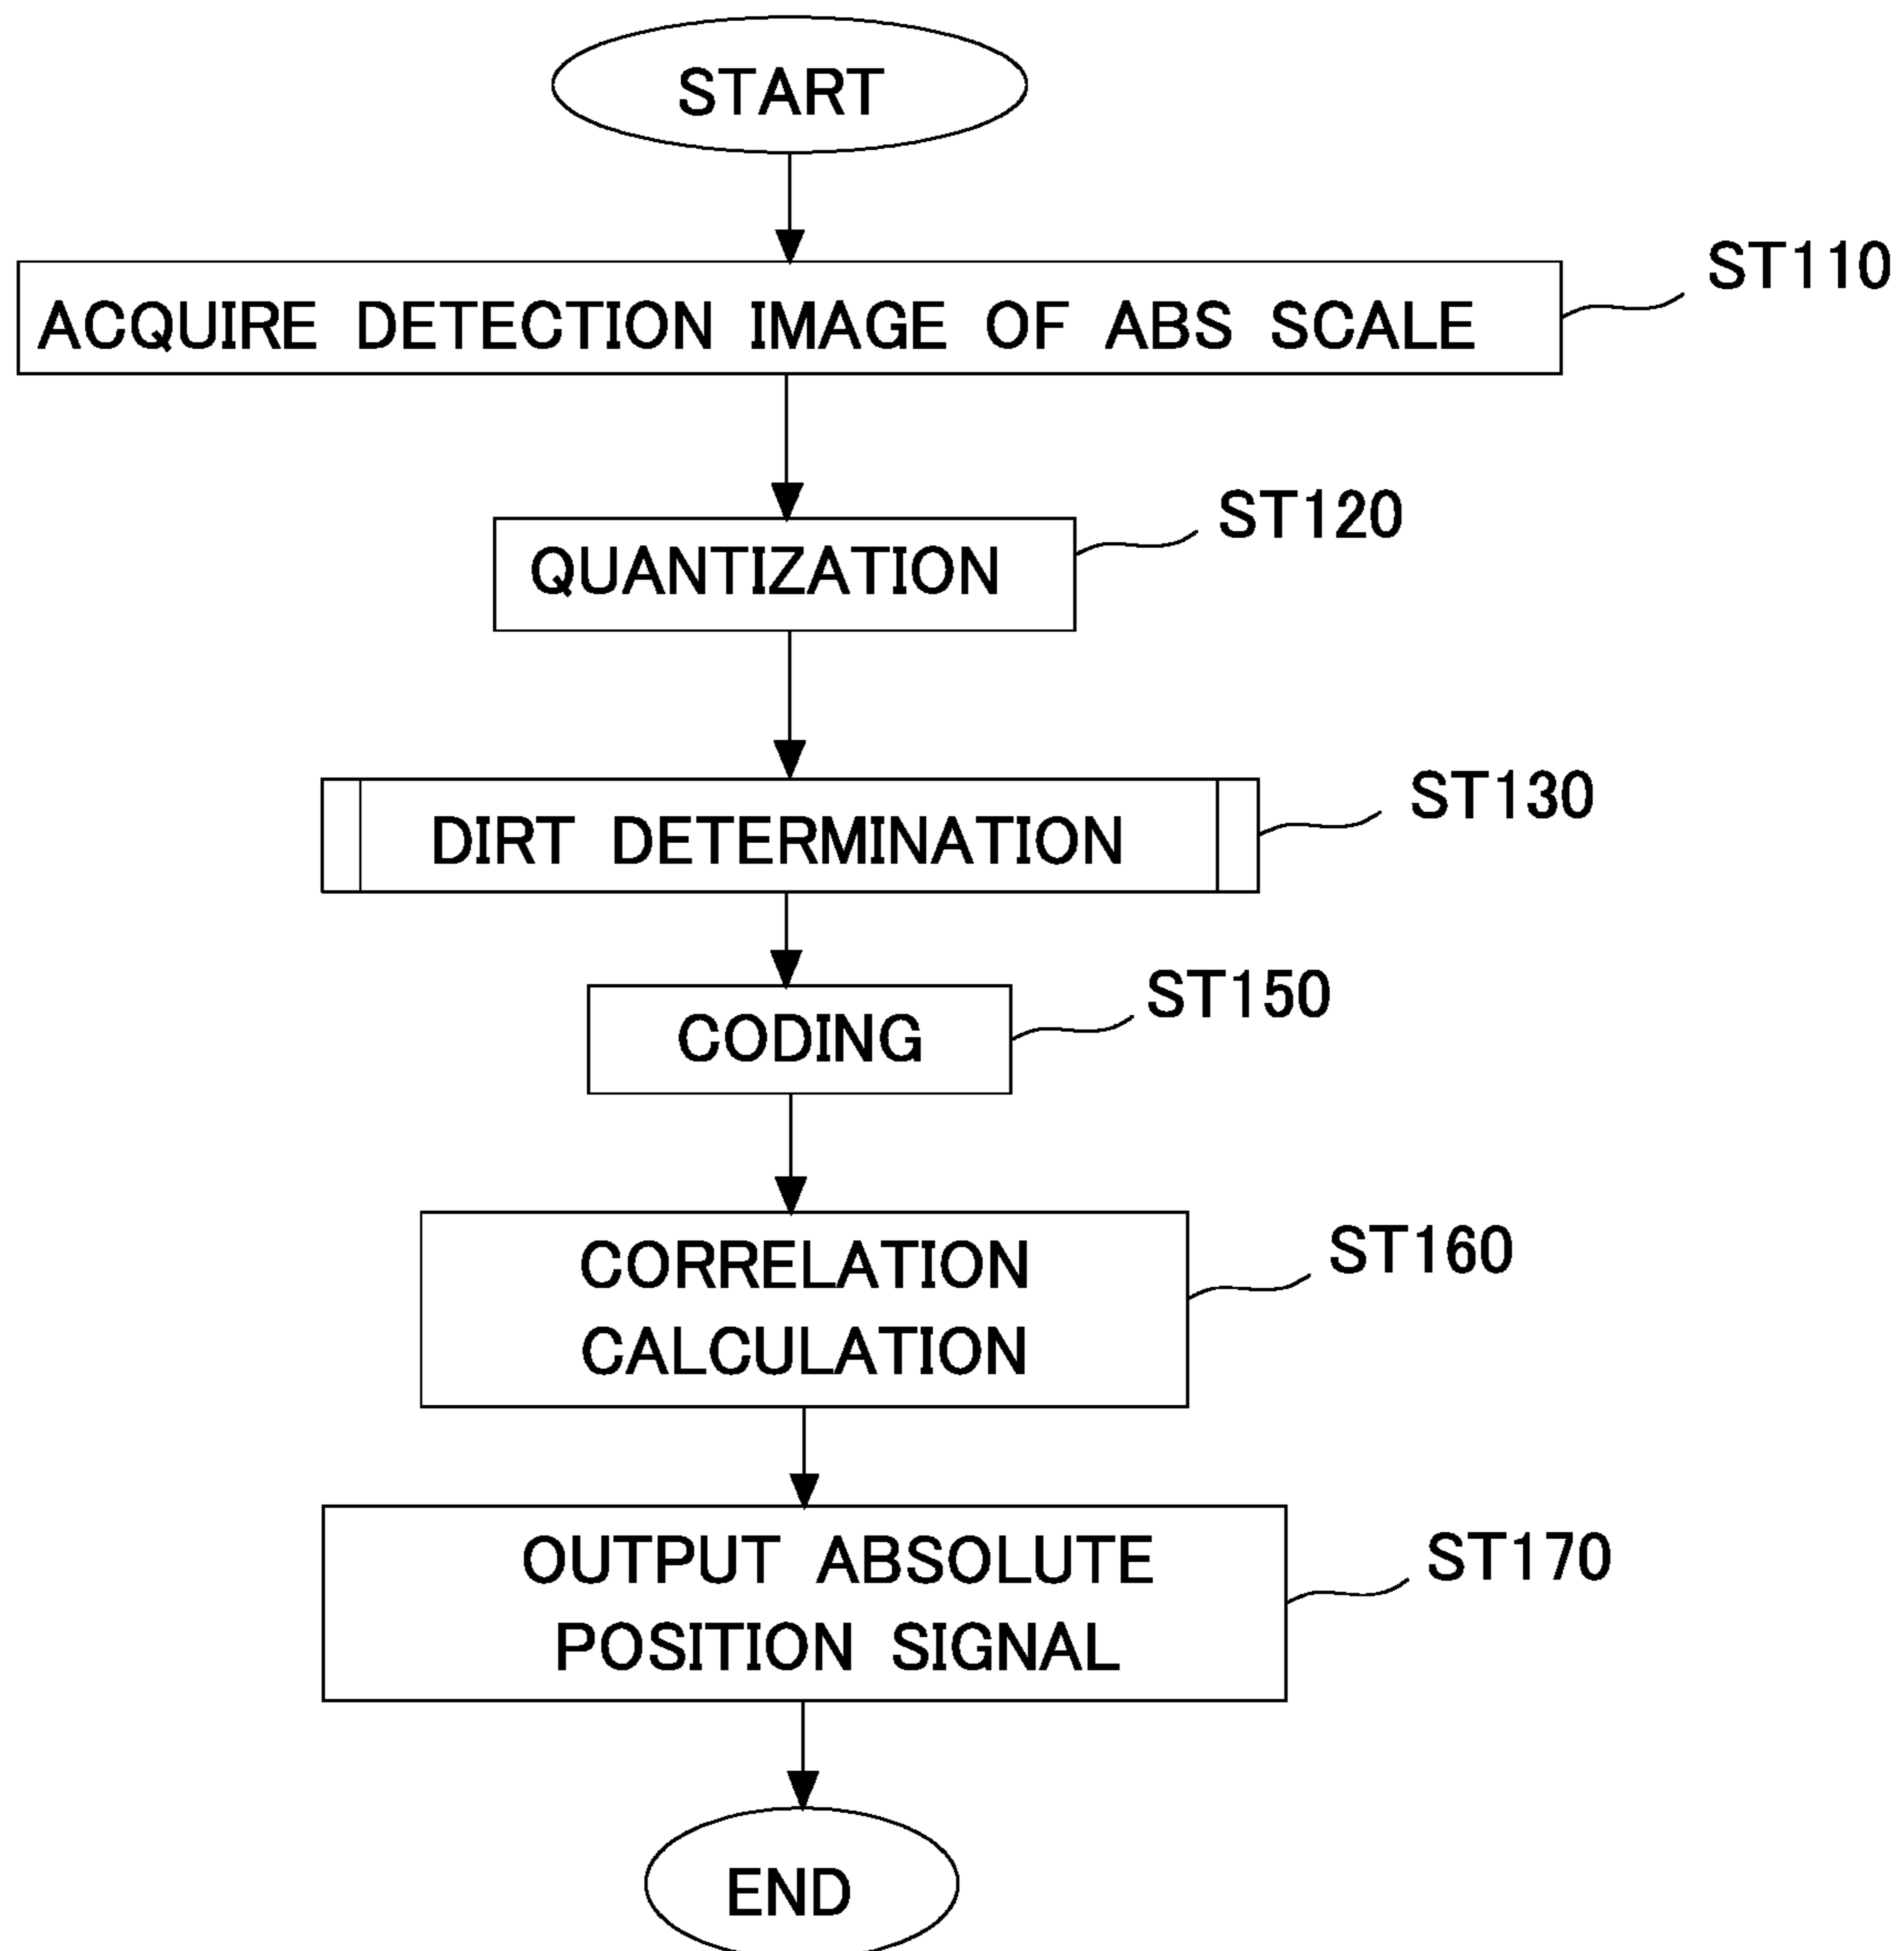 START
ACQUIRE DETECTION IMAGE OF ABS SCALE
ST110
QUANTIZATION
ST120
DIRT DETERMINATION
ST130
CODING
ST150
CORRELATION
CALCULATION
ST160
OUTPUT ABSOLUTE
POSITION SIGNAL
ST170
END